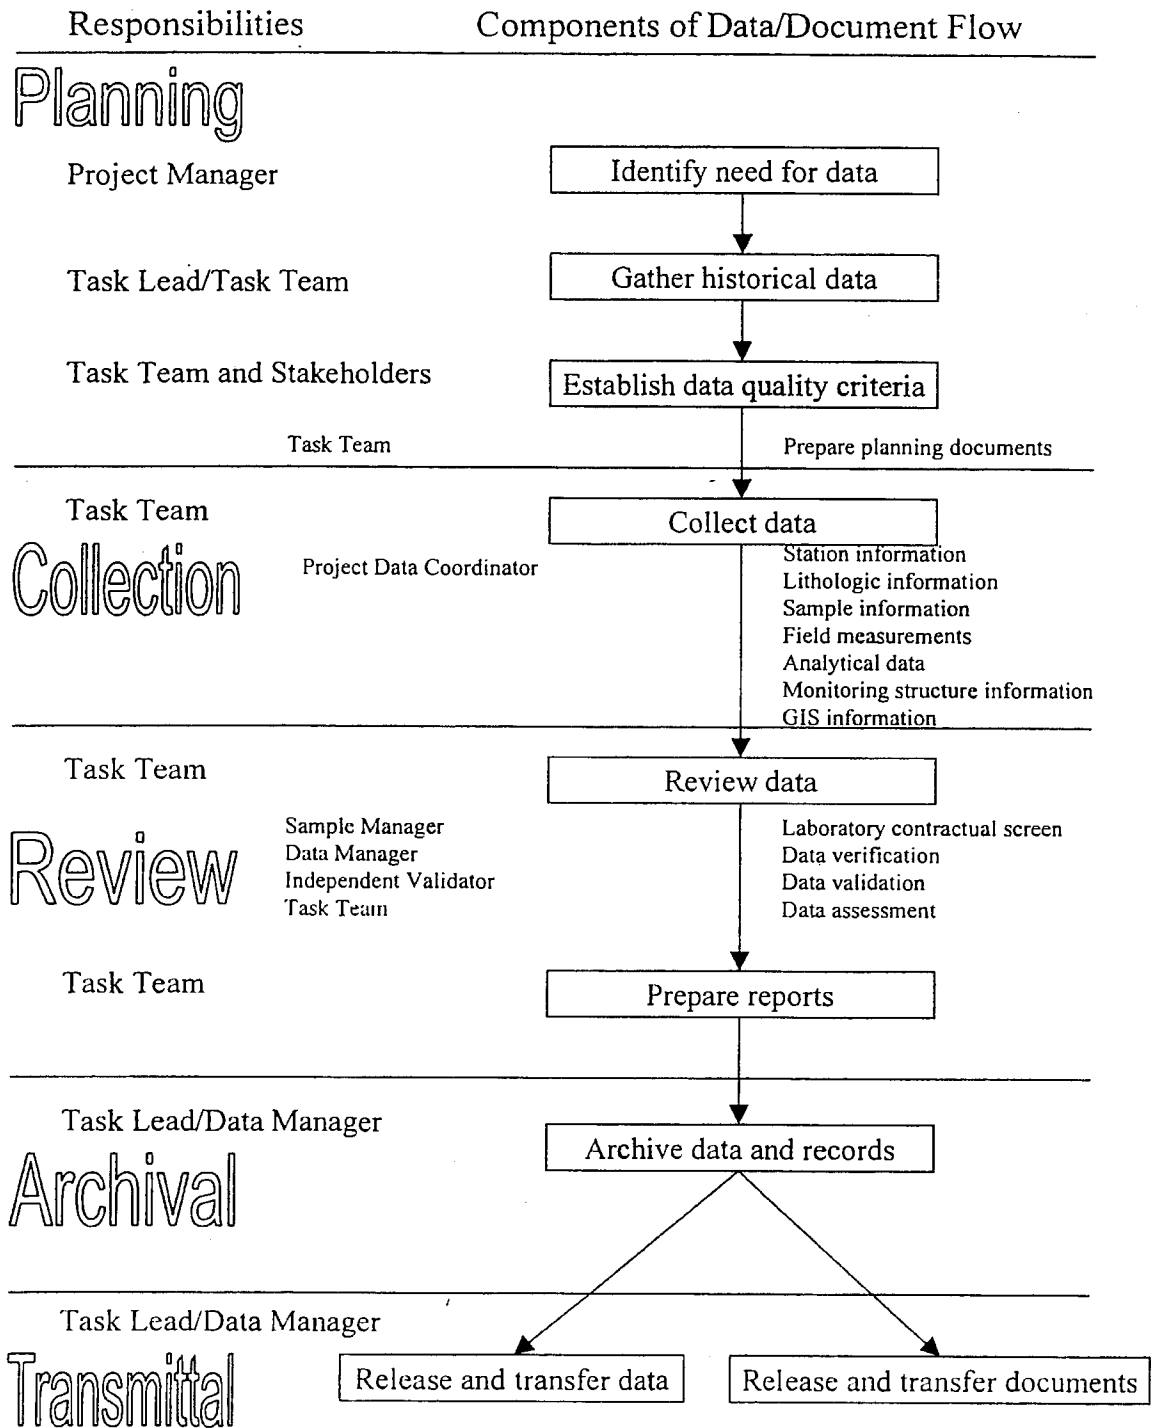 Responsibilities Components of Data/Document Flow
Planning
Project Manager Identify need for data
Task Lead/Task Team Gather historical data
Task Team and Stakeholders Establish data quality criteria
Task Team Prepare planning documents
Task Team Collect data
Collection
Project Data Coordinator Station information
Lithologic information
Sample information
Field measurements
Analytical data
Monitoring structure information
GIS information
Task Team Review data
Review
Sample Manager Laboratory contractual screen
Data Manager Data verification
Independent Validator Data validation
Task Team Data assessment
Task Team Prepare reports
Task Lead/Data Manager Archive data and records
Archival
Task Lead/Data Manager
Transmittal Release and transfer data Release and transfer documents